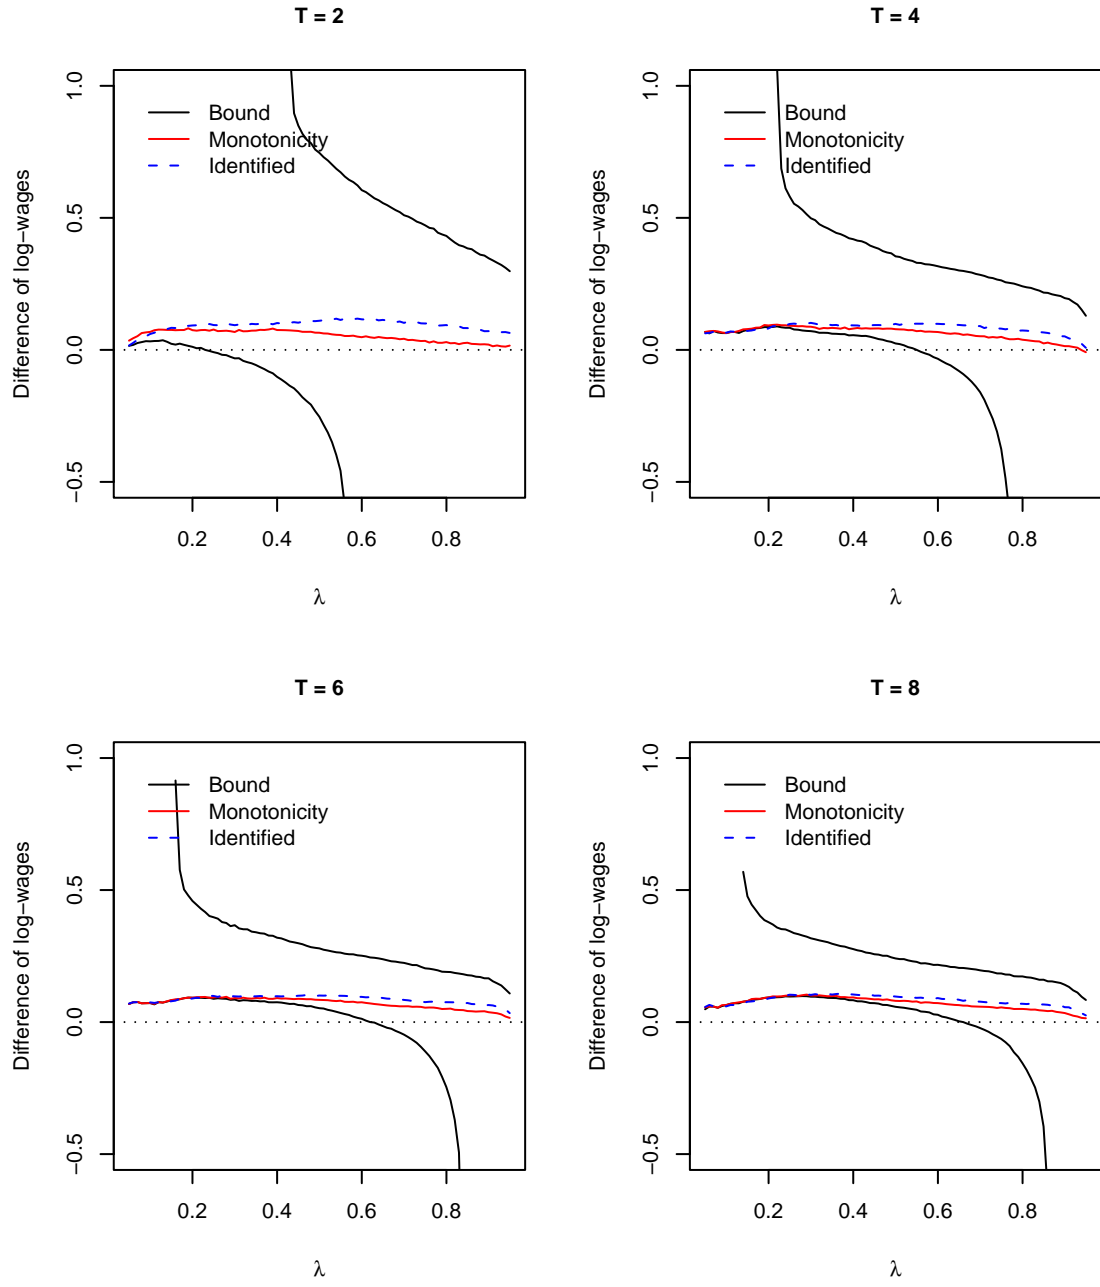 T = 2
1.0
0.5
0.0
−0.5
Difference of log−wages
Bound
Monotonicity
Identified
0.2 0.4 0.6 0.8
λ
T = 4
1.0
0.5
0.0
−0.5
Difference of log−wages
Bound
Monotonicity
Identified
0.2 0.4 0.6 0.8
λ
T = 6
1.0
0.5
0.0
−0.5
Difference of log−wages
Bound
Monotonicity
Identified
0.2 0.4 0.6 0.8
λ
T = 8
1.0
0.5
0.0
−0.5
Difference of log−wages
Bound
Monotonicity
Identified
0.2 0.4 0.6 0.8
λ